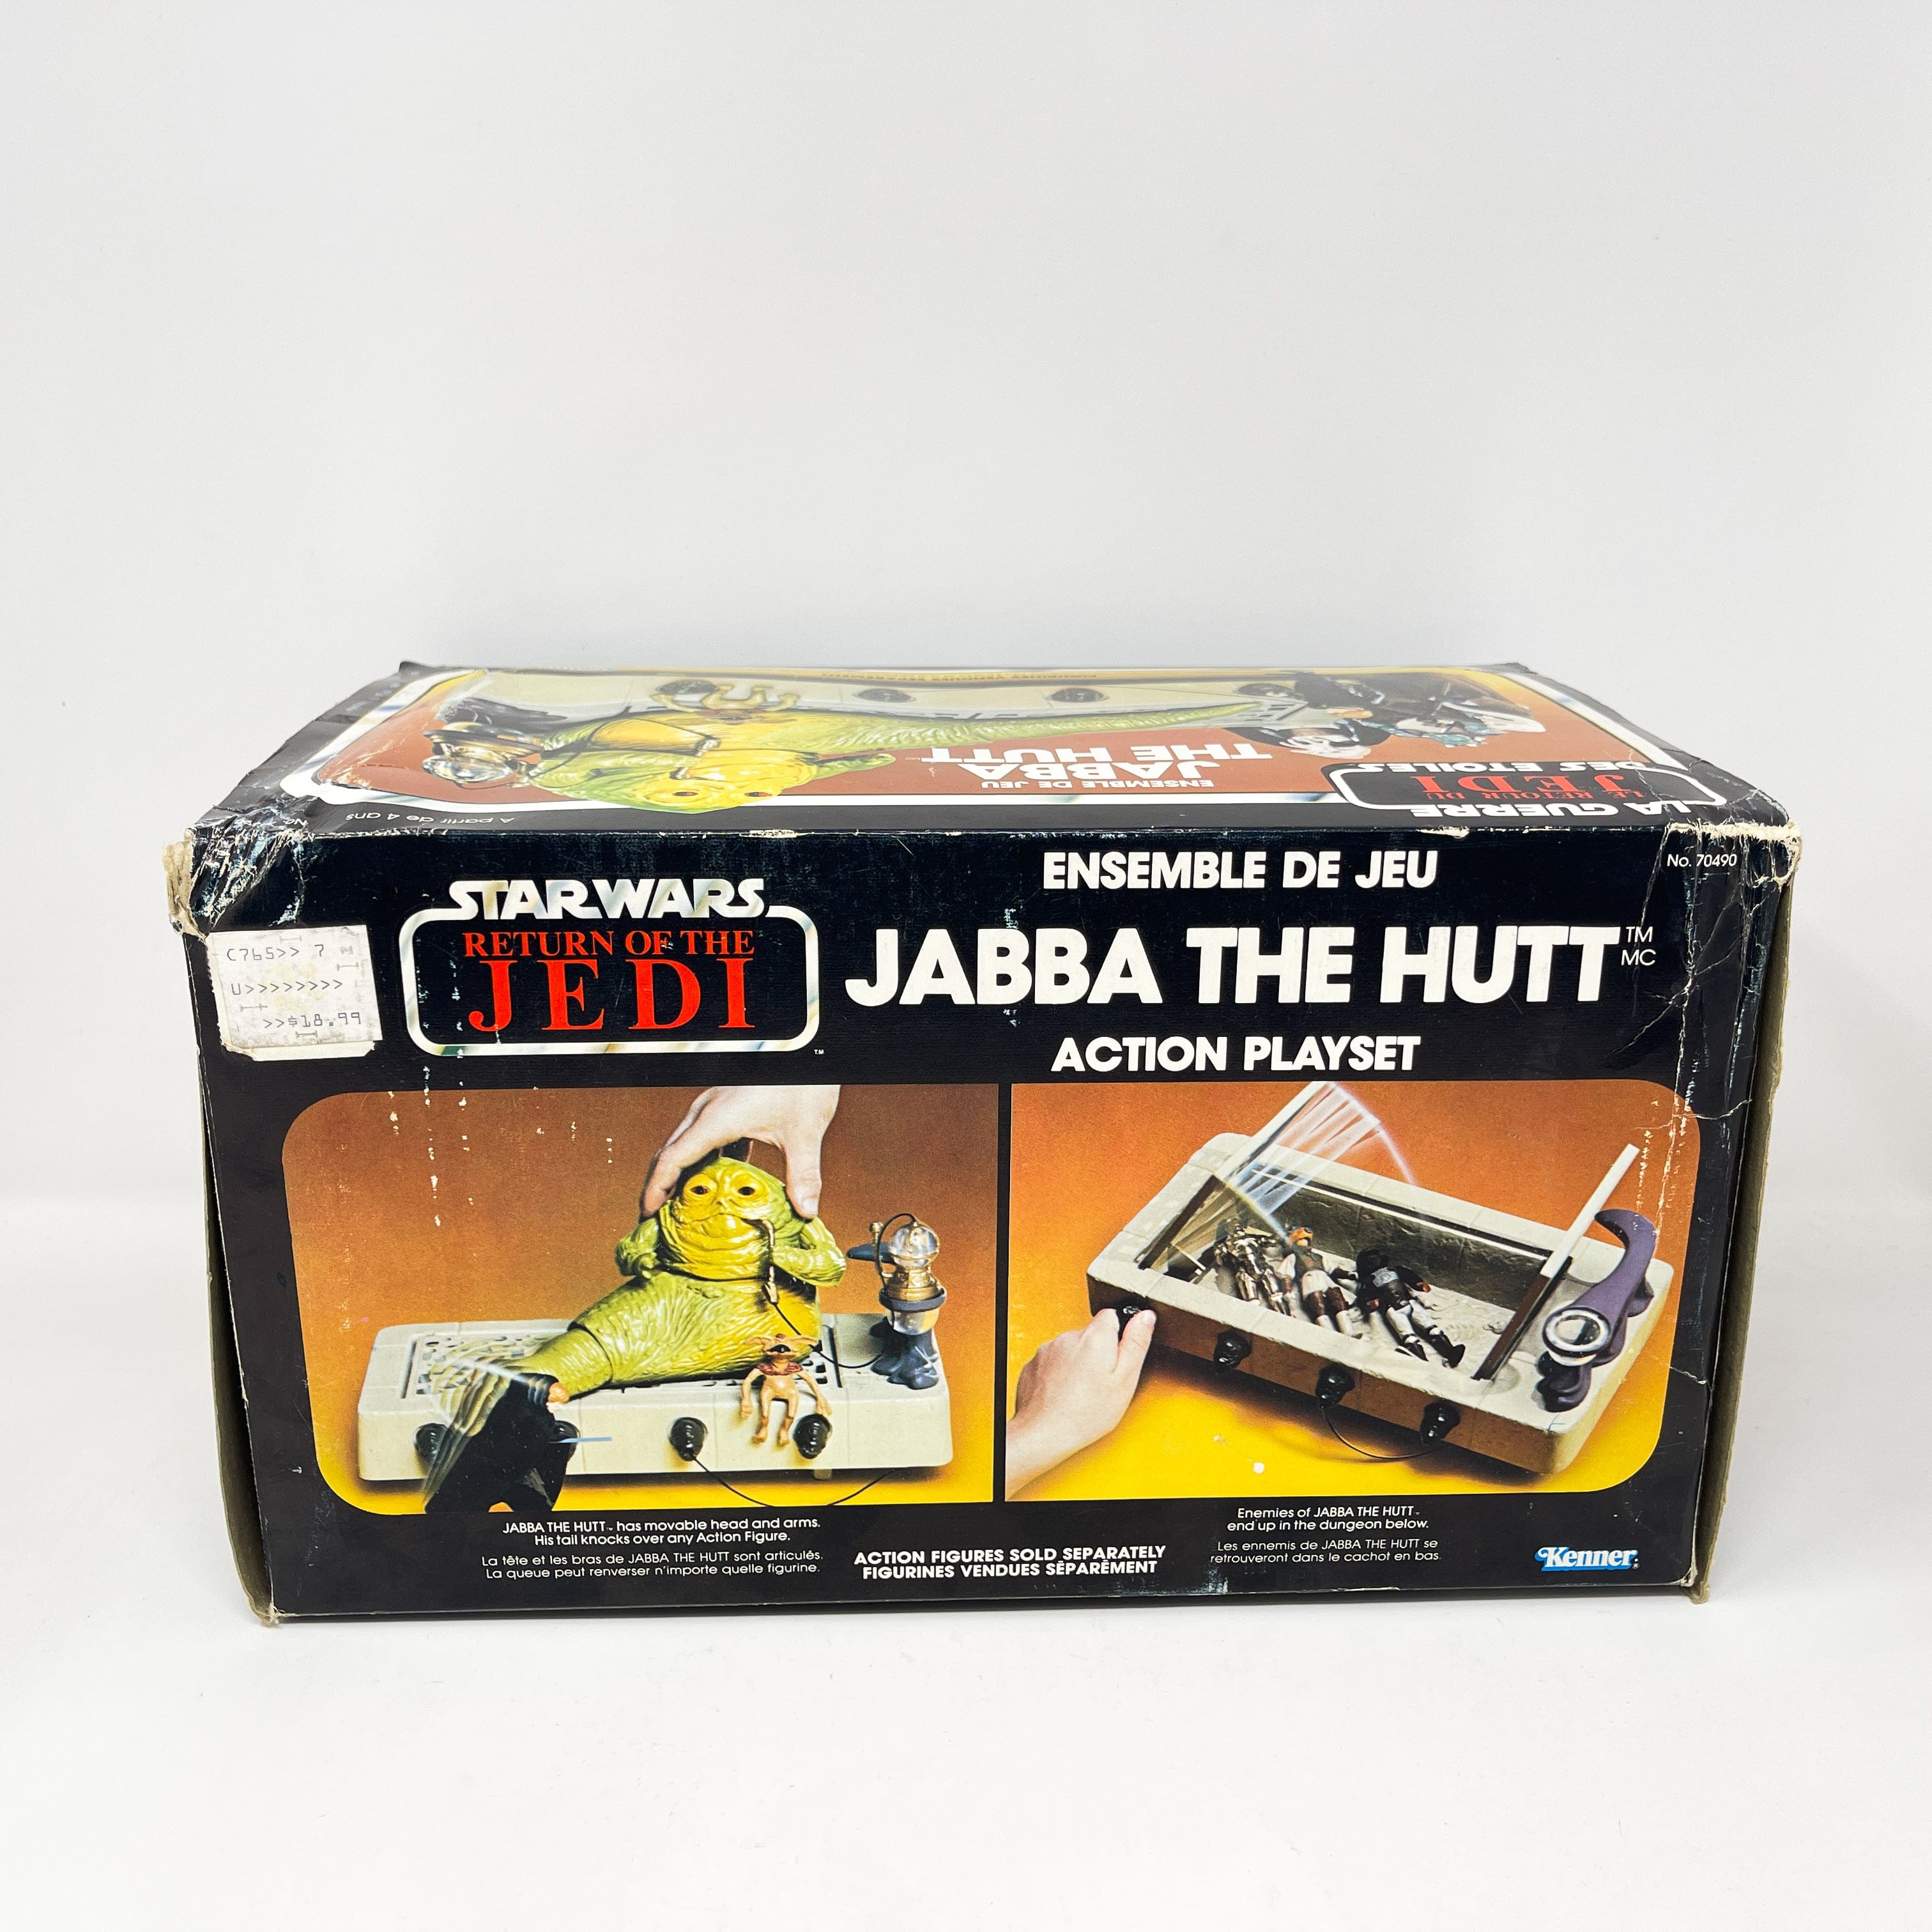 ENSEMBLE DE JEU
JABBA
THE HUTT
LA GUERRE
DES ETOILES
LE RETOUR DU
JEDI
À partir de 4 ans
C765>> 7
U>>>>>>>>
>>$18.99
STAR WARS
RETURN OF THE
JEDI
TM
ENSEMBLE DE JEU
No. 70490
JABBA THE HUTT TM
MC
ACTION PLAYSET
JABBA THE HUTT™ has movable head and arms.
His tail knocks over any Action Figure.
La tête et les bras de JABBA THE HUTT sont articulés.
La queue peut renverser n'importe quelle figurine.
ACTION FIGURES SOLD SEPARATELY
FIGURINES VENDUES SÉPARÉMENT
Enemies of JABBA THE HUTT™
end up in the dungeon below.
Les ennemis de JABBA THE HUTT se
retrouveront dans le cachot en bas.
Kenner